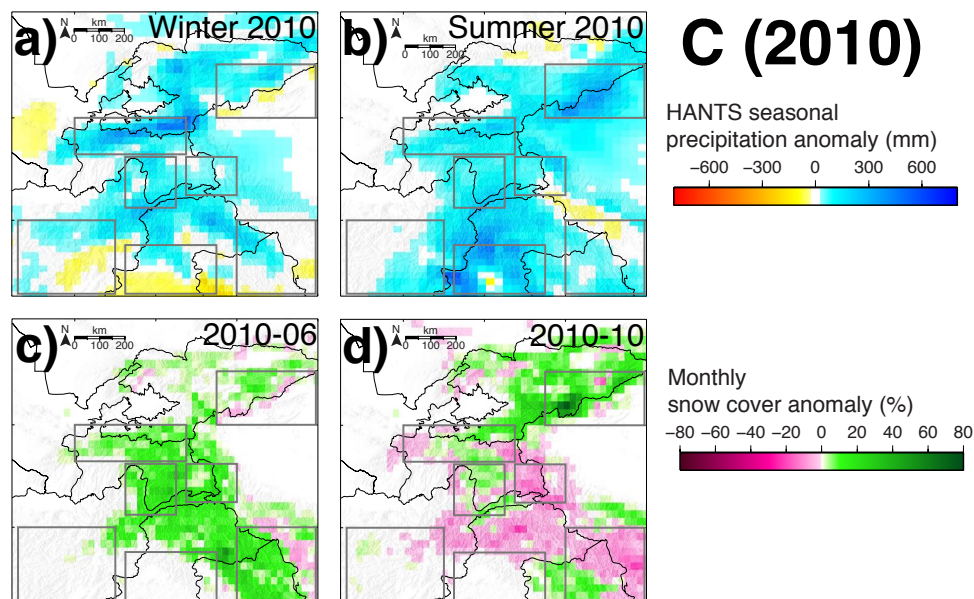 a)
N
km
0 100 200
Winter 2010
b)
N
km
0 100 200
Summer 2010
C (2010)
HANTS seasonal
precipitation anomaly (mm)
−600 −300 0 300 600
c)
N
km
0 100 200
2010-06
d)
N
km
0 100 200
2010-10
Monthly
snow cover anomaly (%)
−80 −60 −40 −20 0 20 40 60 80